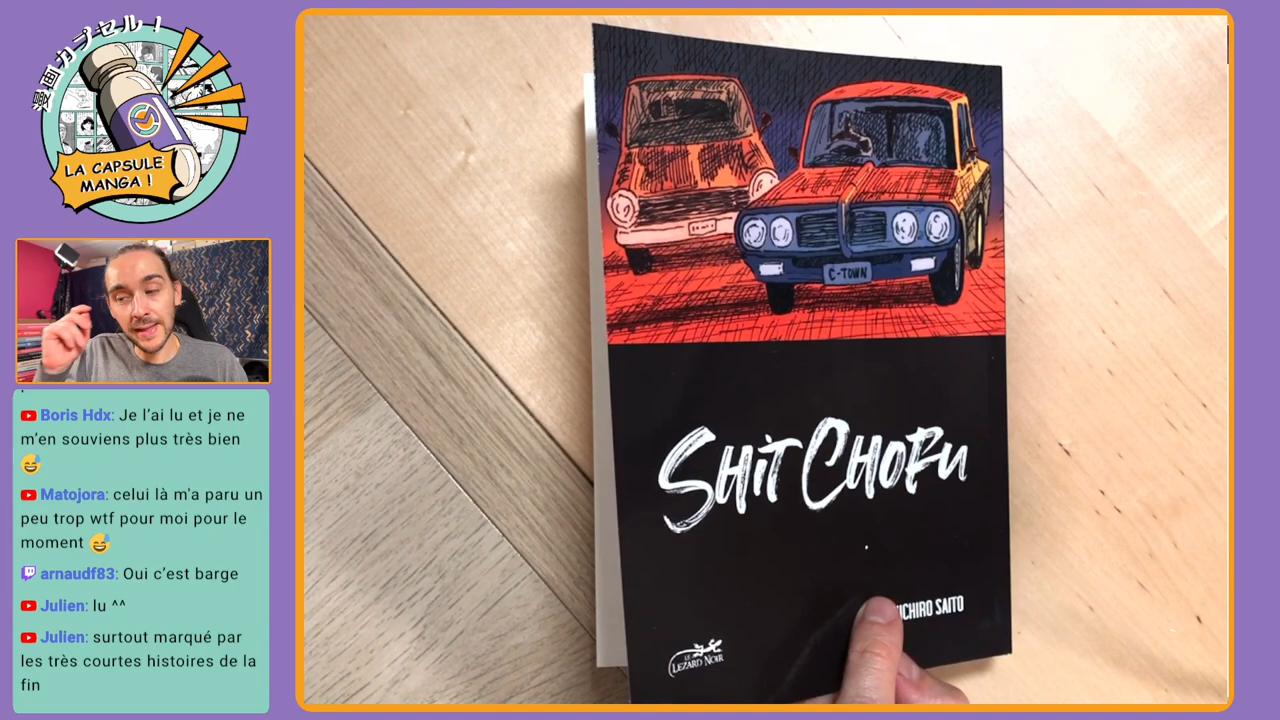 漫画カプセル！
LA CAPSULE
MANGA !
Boris Hdx: Je l'ai lu et je ne
m'en souviens plus très bien
😅
Matojora: celui là m'a paru un
peu trop wtf pour moi pour le
moment 😅
arnaudf83: Oui c'est barge
Julien: lu ^^
Julien: surtout marqué par
les très courtes histoires de la
fin
C-TOWN
SHIT CHOFU
SAITO
LE
LEZARD NOIR